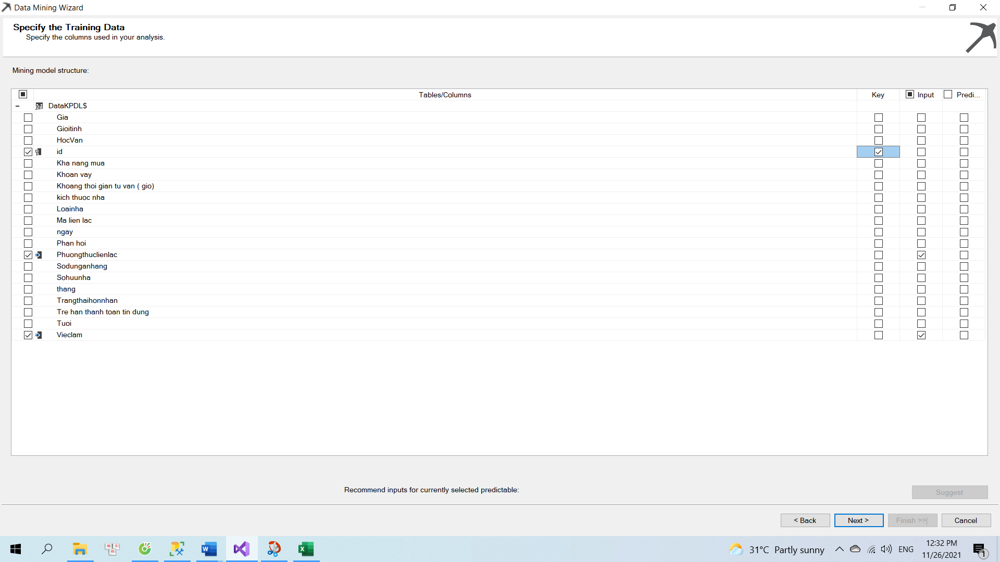 Data Mining Wizard
Specify the Training Data
Specify the columns used in your analysis.
Mining model structure:
Tables/Columns Key Input Predi...
DataKPDL$
Gia
Gioitinh
HocVan
id
Kha nang mua
Khoan vay
Khoang thoi gian tu van ( gio)
kich thuoc nha
Loainha
Ma lien lac
ngay
Phan hoi
Phuongthuclienlac
Sodunganhang
Sohuunha
thang
Trangthaihonnhan
Tre han thanh toan tin dung
Tuoi
Vieclam
Recommend inputs for currently selected predictable:
Suggest
< Back Next > Finish >>| Cancel
31°C Partly sunny ENG 12:32 PM
11/26/2021
1